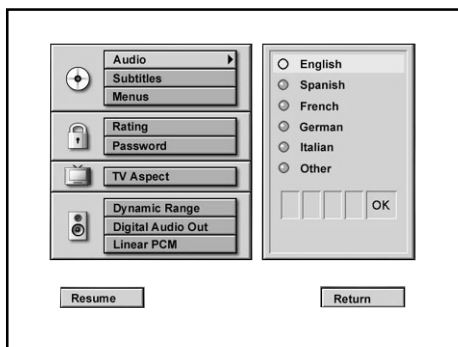 Audio
Subtitles
Menus
Rating
Password
TV Aspect
Dynamic Range
Digital Audio Out
Linear PCM
English
Spanish
French
German
Italian
Other
OK
Resume
Return